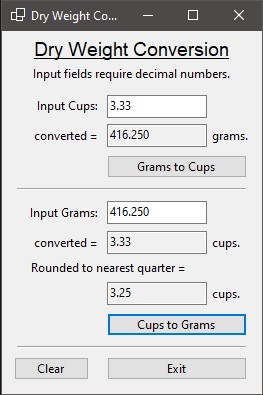 Dry Weight Co...
Dry Weight Conversion
Input fields require decimal numbers.
Input Cups: 3.33
converted = 416.250 grams.
Grams to Cups
Input Grams: 416.250
converted = 3.33 cups.
Rounded to nearest quarter =
3.25 cups.
Cups to Grams
Clear Exit